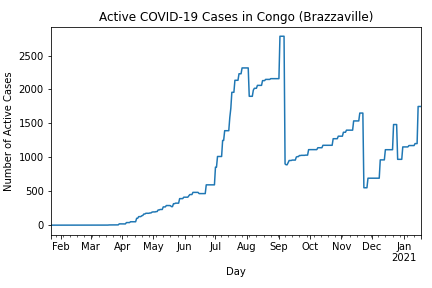 Active COVID-19 Cases in Congo (Brazzaville)
Number of Active Cases
2500
2000
1500
1000
500
0
Feb Mar Apr May Jun Jul Aug Sep Oct Nov Dec Jan
2021
Day